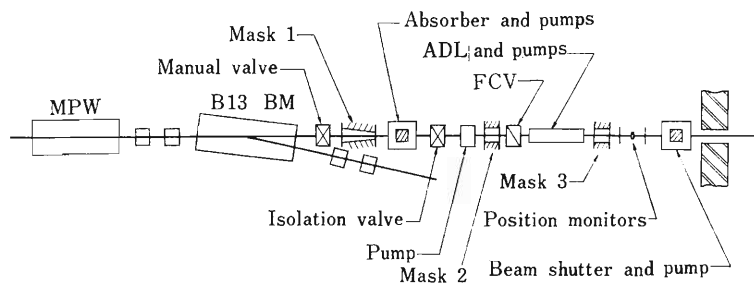 Absorber and pumps
Mask 1
ADL and pumps
Manual valve
FCV
MPW
B13 BM
Mask 3
Isolation valve
Position monitors
Pump
Mask 2
Beam shutter and pump